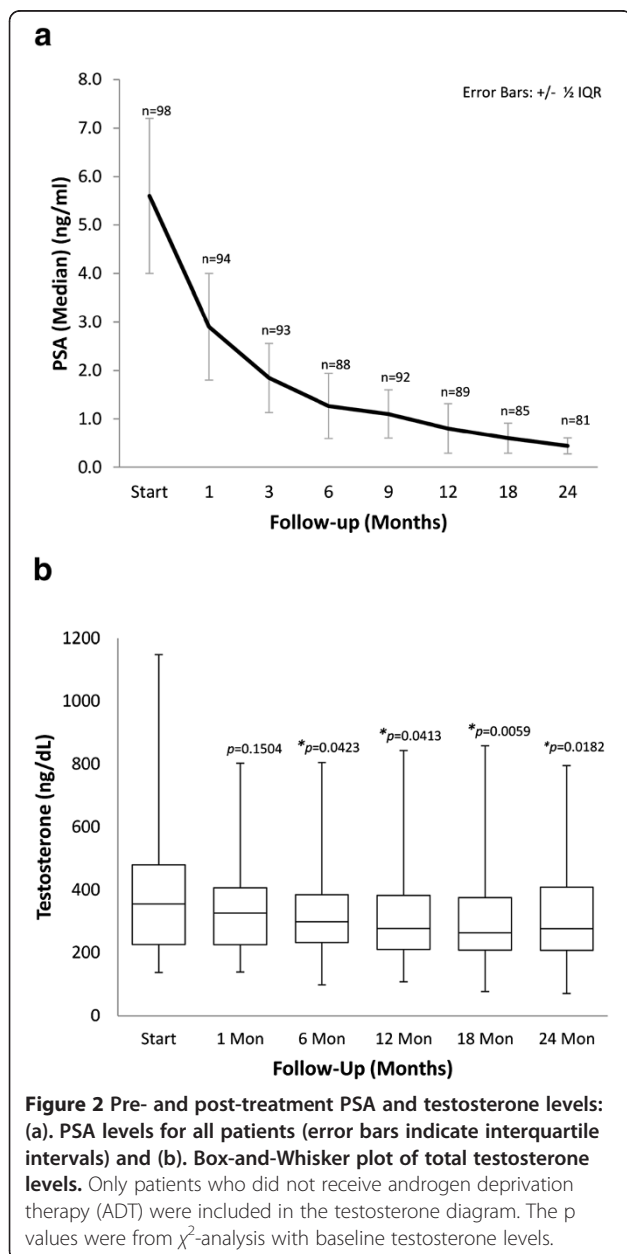 a
8.0
7.0
6.0
5.0
4.0
3.0
2.0
1.0
0.0
PSA (Median) (ng/ml)
Error Bars: +/- ½ IQR
n=98
n=94
n=93
n=88
n=92
n=89
n=85
n=81
Start 1 3 6 9 12 18 24
Follow-up (Months)
b
1200
1000
800
600
400
200
0
Testosterone (ng/dL)
p=0.1504
*p=0.0423
*p=0.0413
*p=0.0059
*p=0.0182
Start 1 Mon 6 Mon 12 Mon 18 Mon 24 Mon
Follow-Up (Months)
Figure 2 Pre- and post-treatment PSA and testosterone levels:
(a). PSA levels for all patients (error bars indicate interquartile
intervals) and (b). Box-and-Whisker plot of total testosterone
levels. Only patients who did not receive androgen deprivation
therapy (ADT) were included in the testosterone diagram. The p
values were from χ²-analysis with baseline testosterone levels.